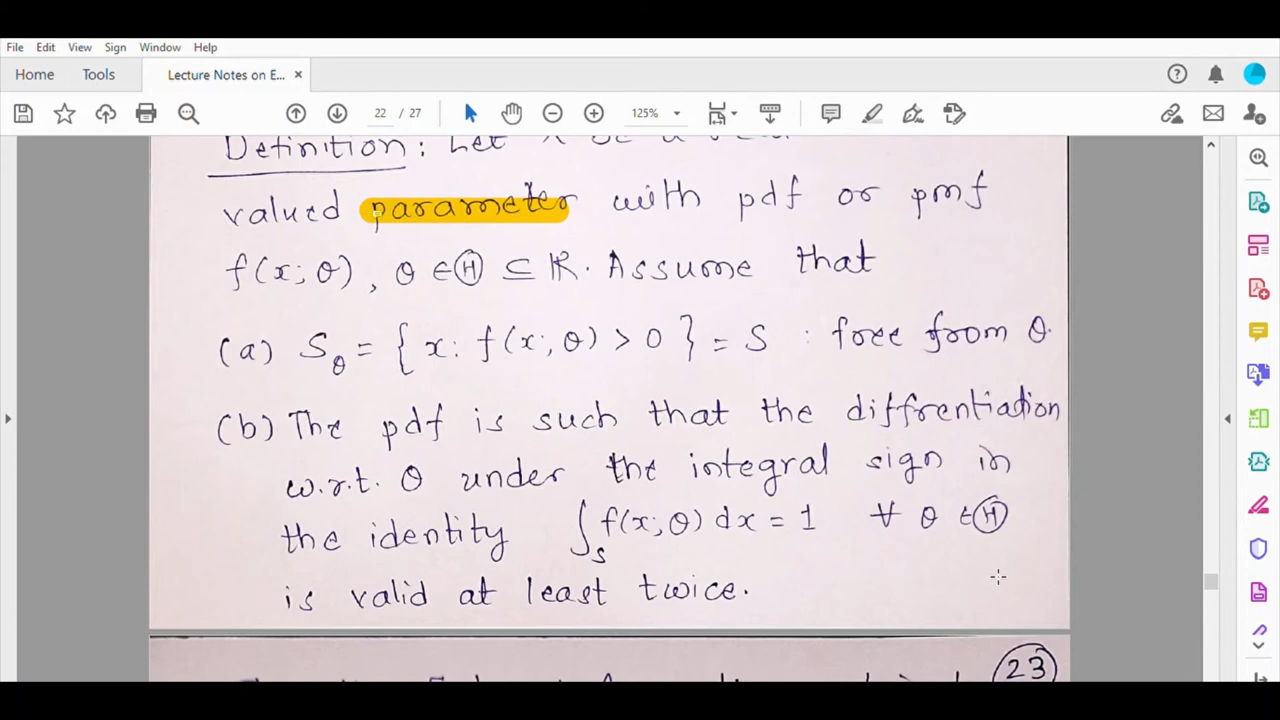 File Edit View Sign Window Help
Home Tools Lecture Notes on E... ×
22 / 27 125%
Definition: Let X be a
valued parameter with pdf or pmf
f(x; θ), θ ∈ Ⓗ ⊆ ℝ. Assume that
(a) S_θ = { x: f(x; θ) > 0 } = S : free from θ.
(b) The pdf is such that the diffrentiation
w.r.t. θ under the integral sign in
the identity ∫_S f(x; θ) dx = 1 ∀ θ ∈ Ⓗ
is valid at least twice.
23